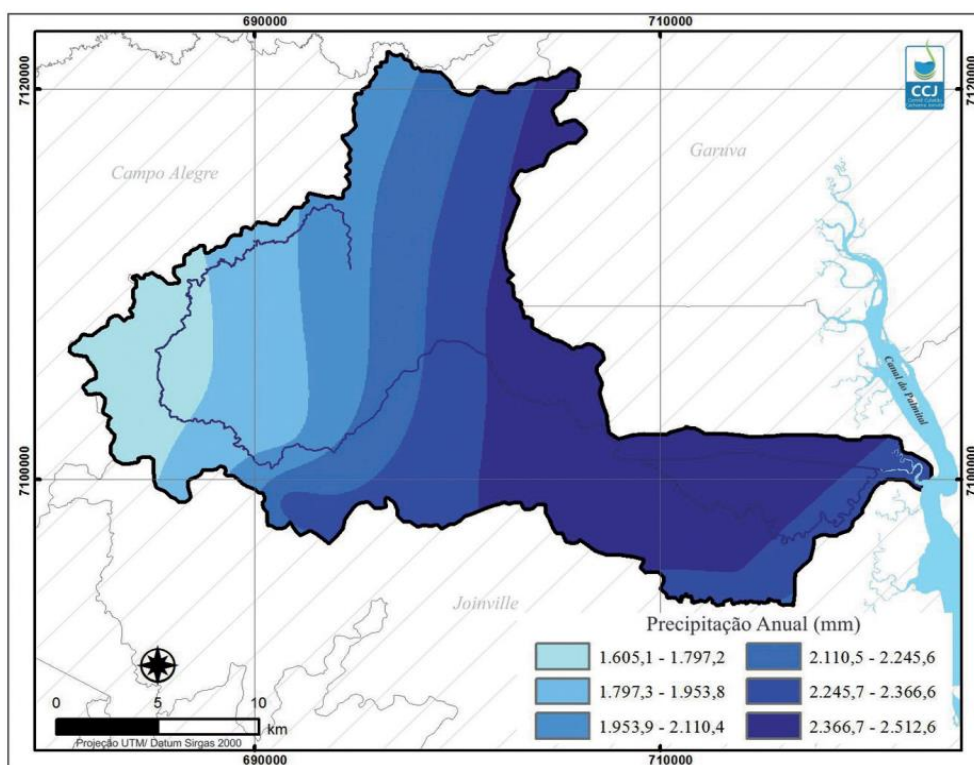 690000
710000
7120000
7120000
CCJ
Campo Alegre
Garuva
Canal do Palmital
7100000
7100000
Joinville
Precipitação Anual (mm)
1.605,1 - 1.797,2
2.110,5 - 2.245,6
1.797,3 - 1.953,8
2.245,7 - 2.366,6
1.953,9 - 2.110,4
2.366,7 - 2.512,6
0
5
10
km
Projeção UTM/ Datum Sirgas 2000
690000
710000